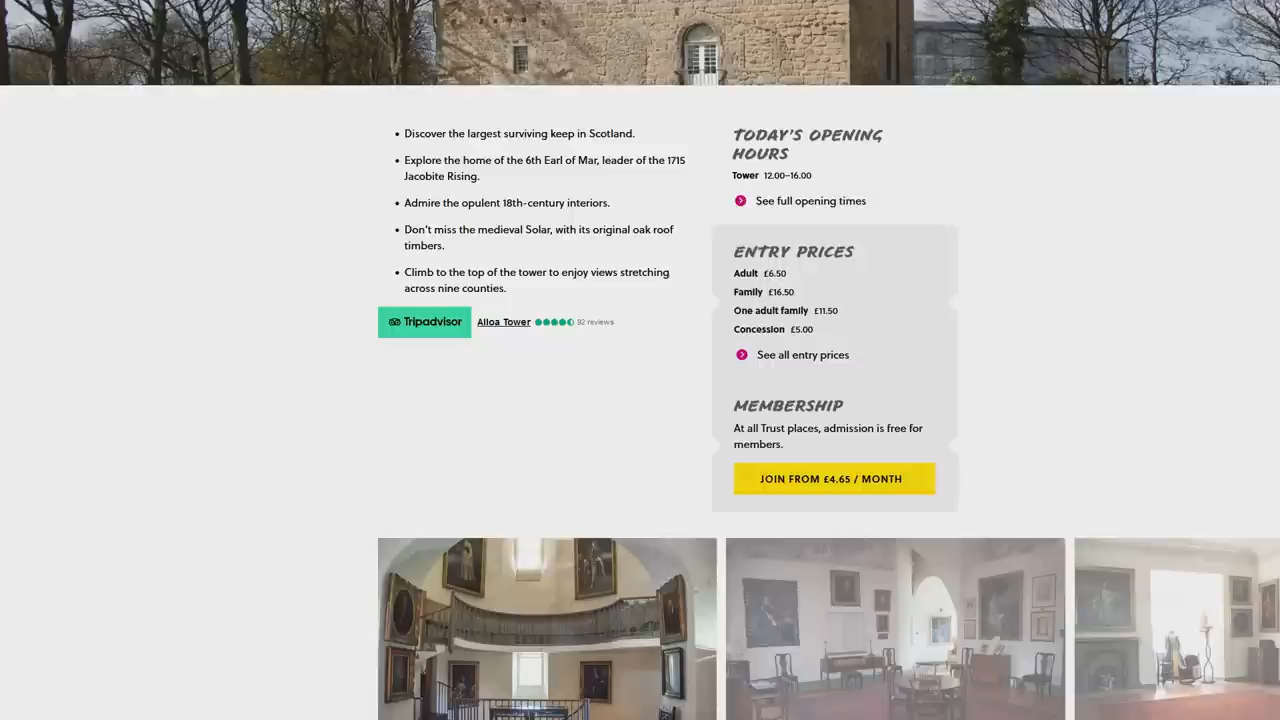 Discover the largest surviving keep in Scotland.
Explore the home of the 6th Earl of Mar, leader of the 1715
Jacobite Rising.
Admire the opulent 18th-century interiors.
Don't miss the medieval Solar, with its original oak roof
timbers.
Climb to the top of the tower to enjoy views stretching
across nine counties.
Tripadvisor Alloa Tower 92 reviews
TODAY'S OPENING
HOURS
Tower 12.00–16.00
See full opening times
ENTRY PRICES
Adult £6.50
Family £16.50
One adult family £11.50
Concession £5.00
See all entry prices
MEMBERSHIP
At all Trust places, admission is free for
members.
JOIN FROM £4.65 / MONTH